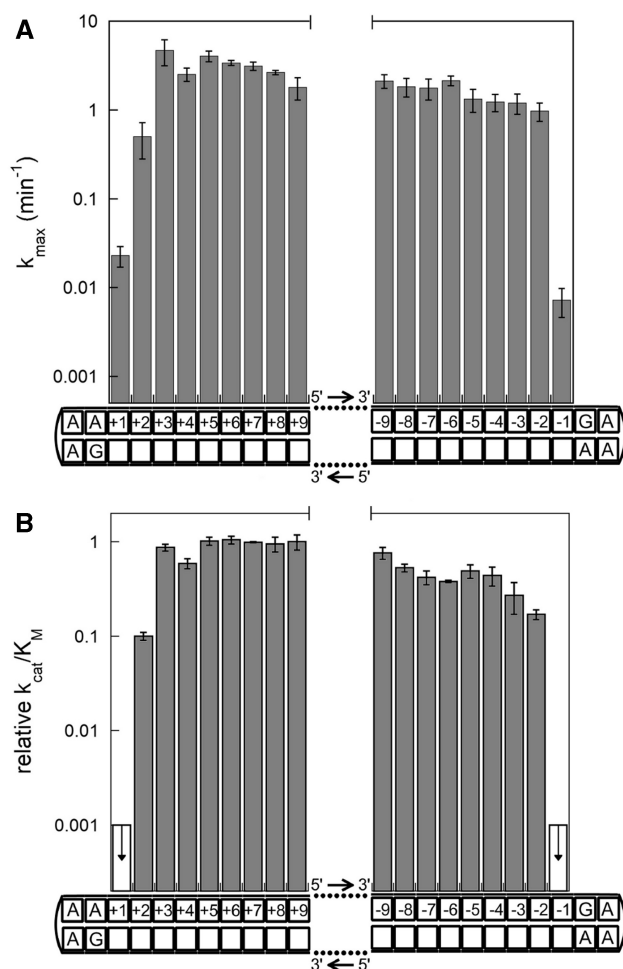 A
10
1
0.1
0.01
0.001
kmax (min-1)
5' → 3'
A A +1 +2 +3 +4 +5 +6 +7 +8 +9 -9 -8 -7 -6 -5 -4 -3 -2 -1 G A
A G A A
3' ← 5'
B
1
0.1
0.01
0.001
relative kcat/KM
5' → 3'
A A +1 +2 +3 +4 +5 +6 +7 +8 +9 -9 -8 -7 -6 -5 -4 -3 -2 -1 G A
A G A A
3' ← 5'